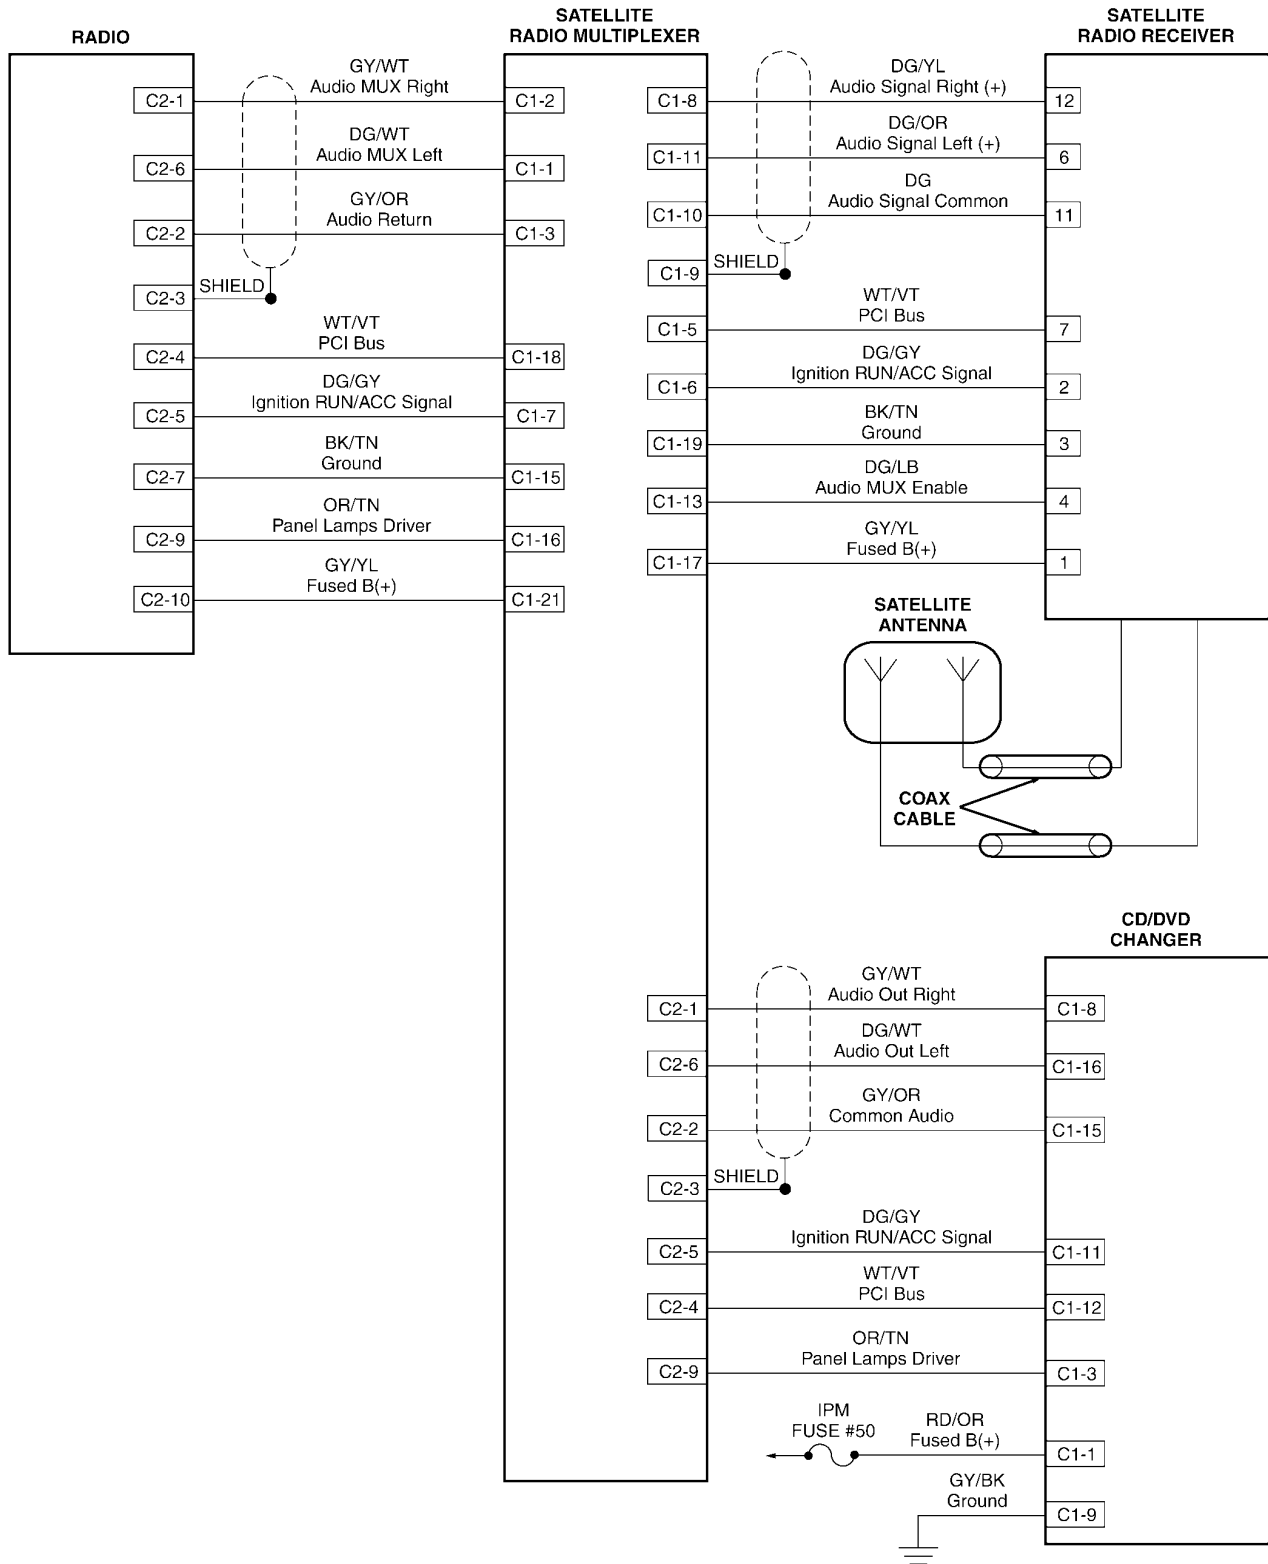 RADIO
SATELLITE
RADIO MULTIPLEXER
SATELLITE
RADIO RECEIVER
C2-1
GY/WT
Audio MUX Right
C1-2
C2-6
DG/WT
Audio MUX Left
C1-1
C2-2
GY/OR
Audio Return
C1-3
C2-3
SHIELD
C2-4
WT/VT
PCI Bus
C1-18
C2-5
DG/GY
Ignition RUN/ACC Signal
C1-7
C2-7
BK/TN
Ground
C1-15
C2-9
OR/TN
Panel Lamps Driver
C1-16
C2-10
GY/YL
Fused B(+)
C1-21
C1-8
DG/YL
Audio Signal Right (+)
12
C1-11
DG/OR
Audio Signal Left (+)
6
C1-10
DG
Audio Signal Common
11
C1-9
SHIELD
C1-5
WT/VT
PCI Bus
7
C1-6
DG/GY
Ignition RUN/ACC Signal
2
C1-19
BK/TN
Ground
3
C1-13
DG/LB
Audio MUX Enable
4
C1-17
GY/YL
Fused B(+)
1
SATELLITE
ANTENNA
COAX
CABLE
CD/DVD
CHANGER
C2-1
GY/WT
Audio Out Right
C1-8
C2-6
DG/WT
Audio Out Left
C1-16
C2-2
GY/OR
Common Audio
C1-15
C2-3
SHIELD
C2-5
DG/GY
Ignition RUN/ACC Signal
C1-11
C2-4
WT/VT
PCI Bus
C1-12
C2-9
OR/TN
Panel Lamps Driver
C1-3
IPM
FUSE #50
RD/OR
Fused B(+)
C1-1
GY/BK
Ground
C1-9